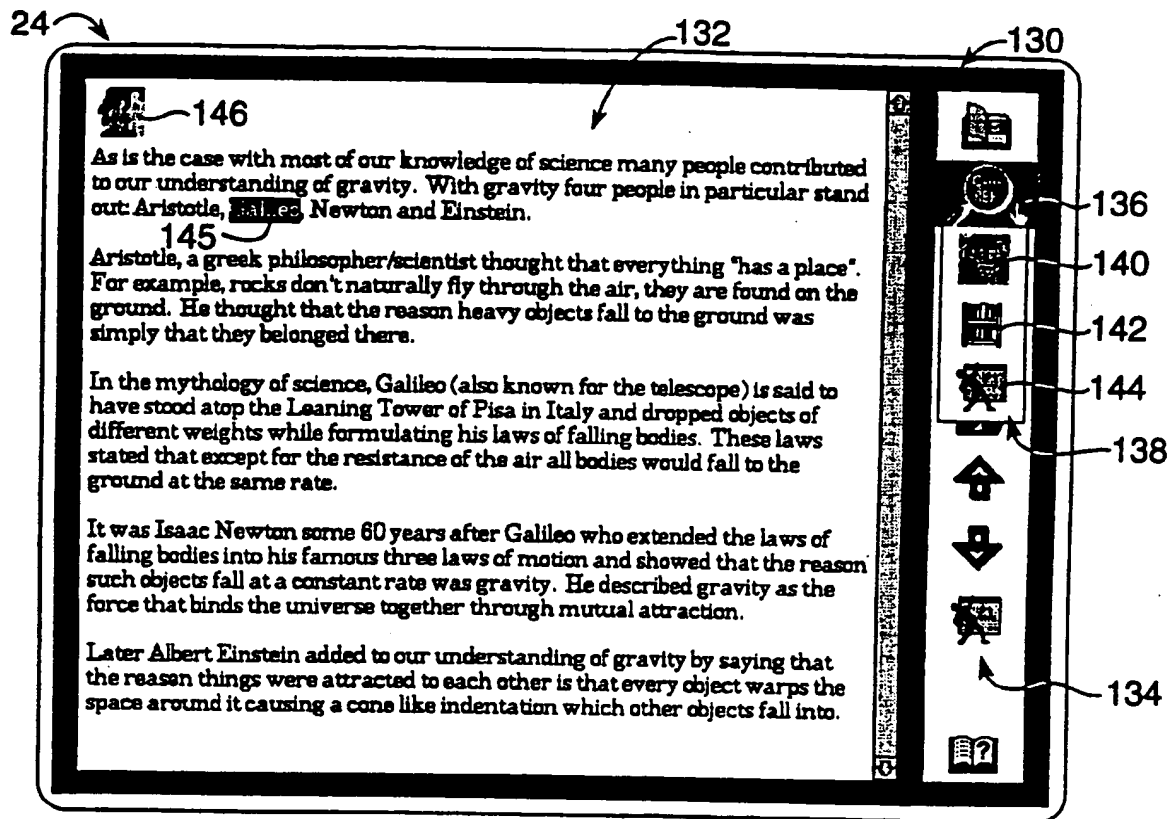 24
132
130
146
As is the case with most of our knowledge of science many people contributed
to our understanding of gravity. With gravity four people in particular stand
out: Aristotle, Galileo, Newton and Einstein.
136
145
Aristotle, a greek philosopher/scientist thought that everything "has a place".
140
For example, rocks don't naturally fly through the air, they are found on the
ground. He thought that the reason heavy objects fall to the ground was
142
simply that they belonged there.
In the mythology of science, Galileo (also known for the telescope) is said to
144
have stood atop the Leaning Tower of Pisa in Italy and dropped objects of
different weights while formulating his laws of falling bodies. These laws
138
stated that except for the resistance of the air all bodies would fall to the
ground at the same rate.
It was Isaac Newton some 60 years after Galileo who extended the laws of
falling bodies into his famous three laws of motion and showed that the reason
such objects fall at a constant rate was gravity. He described gravity as the
force that binds the universe together through mutual attraction.
Later Albert Einstein added to our understanding of gravity by saying that
the reason things were attracted to each other is that every object warps the
134
space around it causing a cone like indentation which other objects fall into.
?